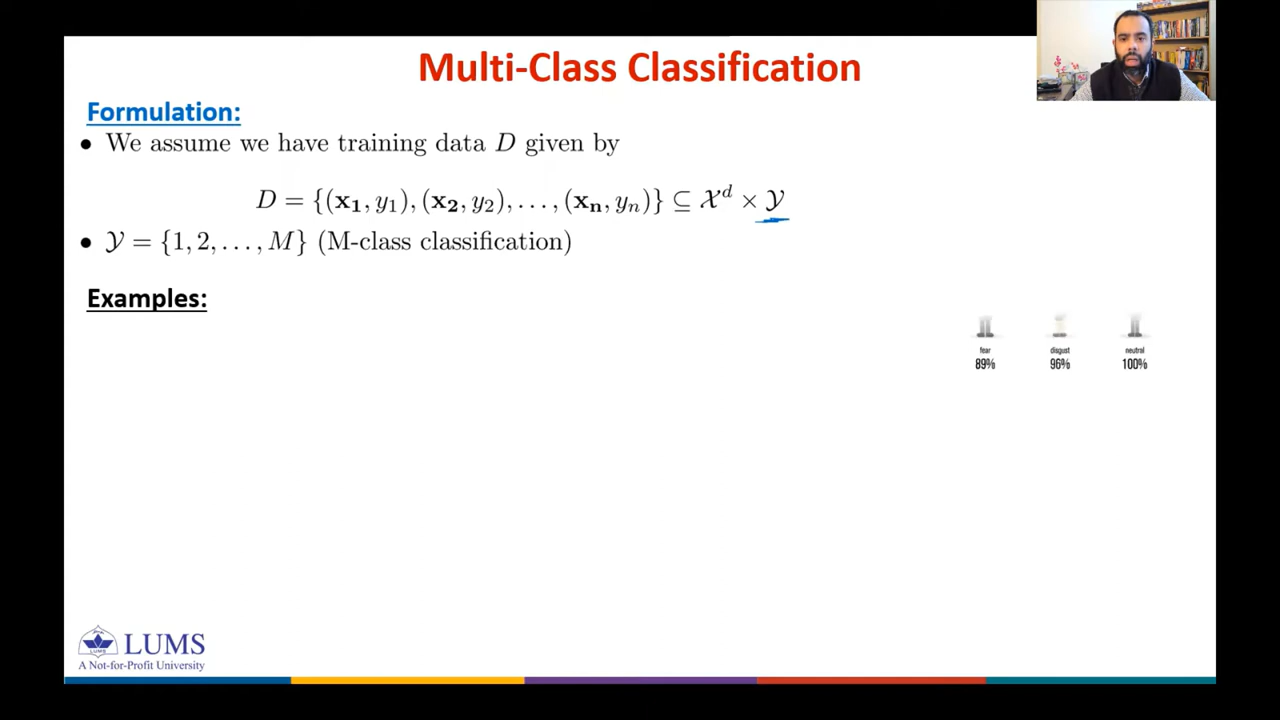 Multi-Class Classification
Formulation:
• We assume we have training data D given by
D = {(x₁, y₁), (x₂, y₂), . . . , (xₙ, yₙ)} ⊆ 𝒳ᵈ × 𝒴
• 𝒴 = {1, 2, . . . , M} (M-class classification)
Examples:
fear disgust neutral
89% 96% 100%
LUMS
A Not-for-Profit University